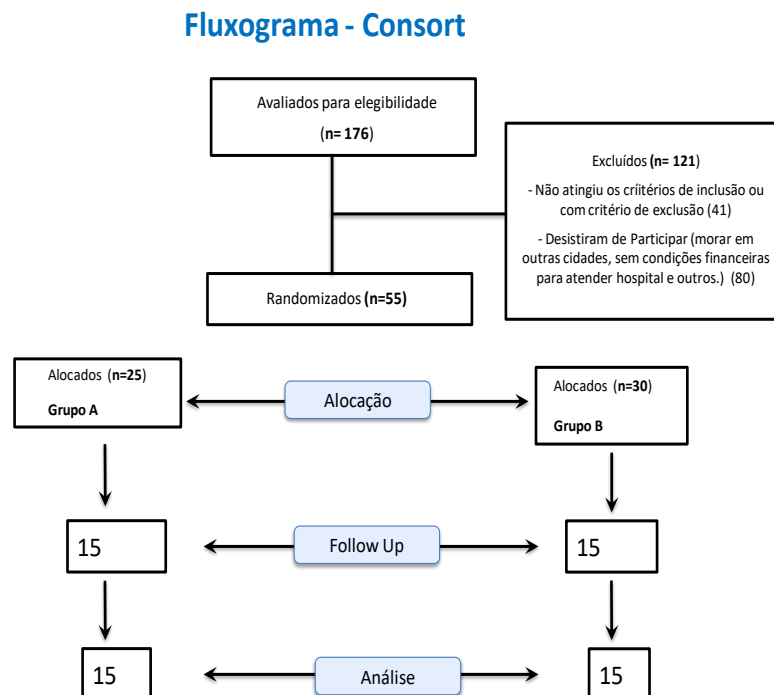 Fluxograma - Consort
Avaliados para elegibilidade
(n= 176)
Excluídos (n= 121)
- Não atingiu os críitérios de inclusão ou
com critério de exclusão (41)
- Desistiram de Participar (morar em
outras cidades, sem condições financeiras
para atender hospital e outros.) (80)
Randomizados (n=55)
Alocados (n=25)
Grupo A
Alocação
Alocados (n=30)
Grupo B
15
Follow Up
15
15
Análise
15